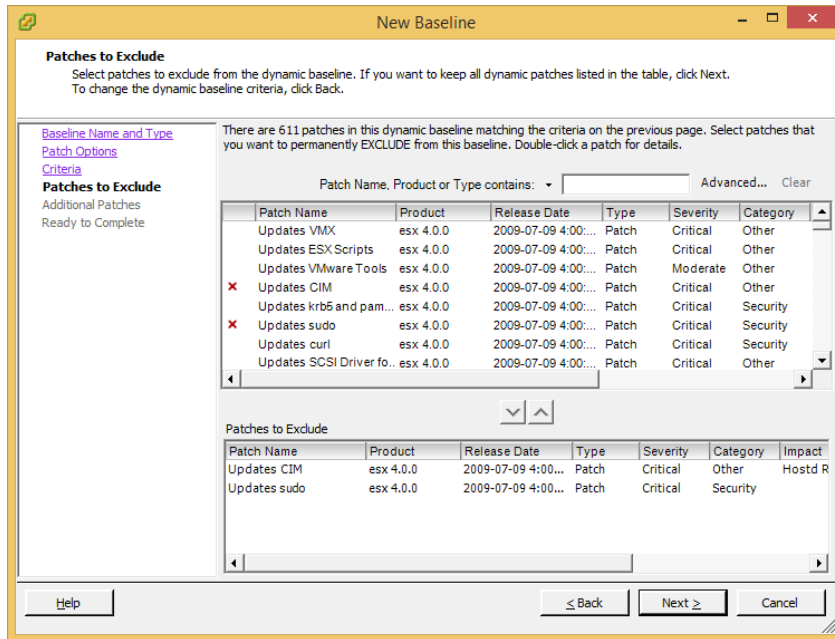 New Baseline
Patches to Exclude
Select patches to exclude from the dynamic baseline. If you want to keep all dynamic patches listed in the table, click Next.
To change the dynamic baseline criteria, click Back.
Baseline Name and Type
Patch Options
Criteria
Patches to Exclude
Additional Patches
Ready to Complete
There are 611 patches in this dynamic baseline matching the criteria on the previous page. Select patches that
you want to permanently EXCLUDE from this baseline. Double-click a patch for details.
Patch Name, Product or Type contains: Advanced... Clear
Patch Name Product Release Date Type Severity Category
Updates VMX esx 4.0.0 2009-07-09 4:00:... Patch Critical Other
Updates ESX Scripts esx 4.0.0 2009-07-09 4:00:... Patch Critical Other
Updates VMware Tools esx 4.0.0 2009-07-09 4:00:... Patch Moderate Other
Updates CIM esx 4.0.0 2009-07-09 4:00:... Patch Critical Other
Updates krb5 and pam... esx 4.0.0 2009-07-09 4:00:... Patch Critical Security
Updates sudo esx 4.0.0 2009-07-09 4:00:... Patch Critical Security
Updates curl esx 4.0.0 2009-07-09 4:00:... Patch Critical Security
Updates SCSI Driver fo... esx 4.0.0 2009-07-09 4:00:... Patch Critical Other
Patches to Exclude
Patch Name Product Release Date Type Severity Category Impact
Updates CIM esx 4.0.0 2009-07-09 4:00... Patch Critical Other Hostd R
Updates sudo esx 4.0.0 2009-07-09 4:00... Patch Critical Security
Help < Back Next > Cancel